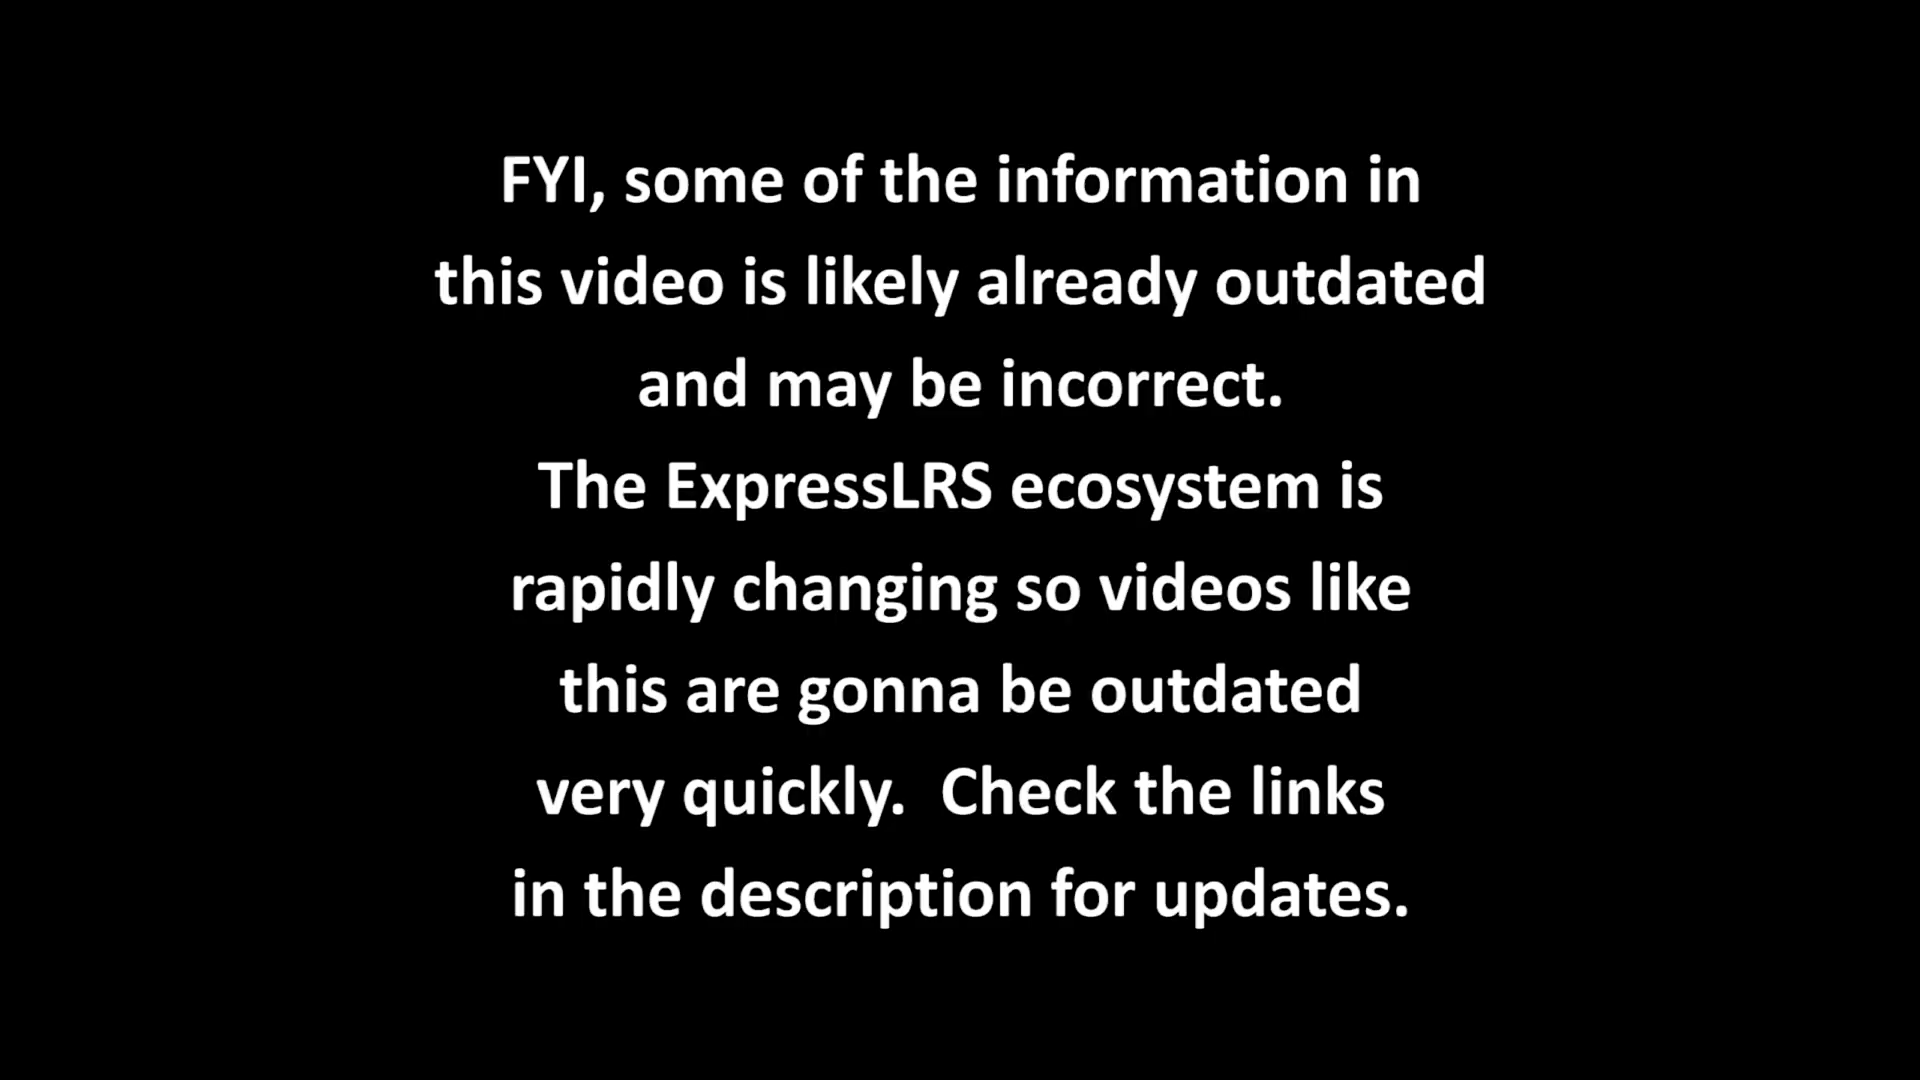 FYI, some of the information in
this video is likely already outdated
and may be incorrect.
The ExpressLRS ecosystem is
rapidly changing so videos like
this are gonna be outdated
very quickly.  Check the links
in the description for updates.